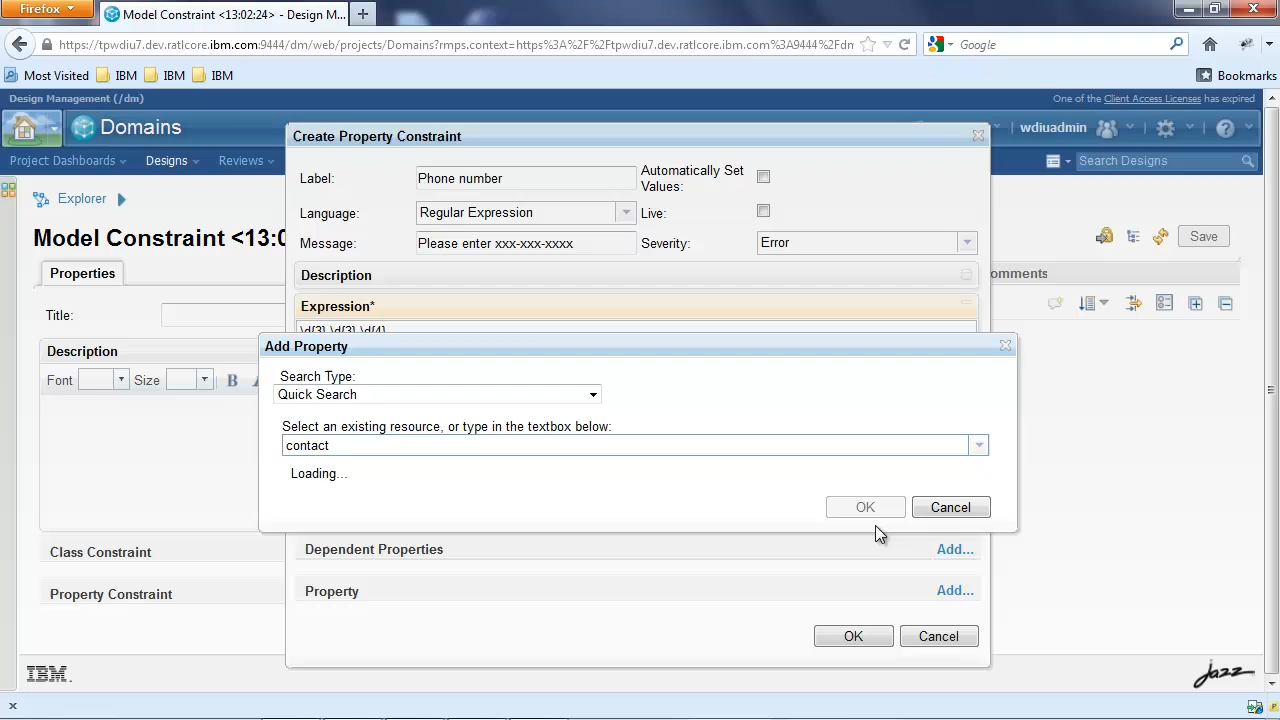 Firefox
Model Constraint <13:02:24> - Design M...
https://tpwdiu7.dev.ratlcore.ibm.com:9444/dm/web/projects/Domains?rmps.context=https%3A%2F%2Ftpwdiu7.dev.ratlcore.ibm.com%3A9444%2Fdm
Google
Most Visited IBM IBM IBM
Bookmarks
Design Management (/dm)
One of the Client Access Licenses has expired
Domains
wdiuadmin
Project Dashboards Designs Reviews
Search Designs
Explorer
Model Constraint <13:0
Save
Properties
omments
Title:
Description
Font Size B
Class Constraint
Property Constraint
Create Property Constraint
Label: Phone number Automatically Set Values:
Language: Regular Expression Live:
Message: Please enter xxx-xxx-xxxx Severity: Error
Description
Expression*
Add Property
Search Type:
Quick Search
Select an existing resource, or type in the textbox below:
contact
Loading...
OK Cancel
Dependent Properties Add...
Property Add...
OK Cancel
IBM
jazz